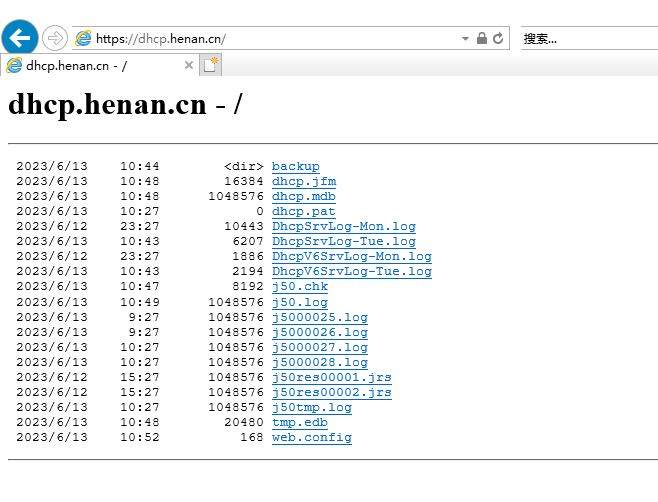 https://dhcp.henan.cn/
搜索...
dhcp.henan.cn - /
dhcp.henan.cn - /
2023/6/13 10:44 <dir> backup
2023/6/13 10:48 16384 dhcp.jfm
2023/6/13 10:48 1048576 dhcp.mdb
2023/6/13 10:27 0 dhcp.pat
2023/6/12 23:27 10443 DhcpSrvLog-Mon.log
2023/6/13 10:43 6207 DhcpSrvLog-Tue.log
2023/6/12 23:27 1886 DhcpV6SrvLog-Mon.log
2023/6/13 10:43 2194 DhcpV6SrvLog-Tue.log
2023/6/13 10:47 8192 j50.chk
2023/6/13 10:49 1048576 j50.log
2023/6/13 9:27 1048576 j5000025.log
2023/6/13 9:27 1048576 j5000026.log
2023/6/13 10:27 1048576 j5000027.log
2023/6/13 10:27 1048576 j5000028.log
2023/6/12 15:27 1048576 j50res00001.jrs
2023/6/12 15:27 1048576 j50res00002.jrs
2023/6/13 10:27 1048576 j50tmp.log
2023/6/13 10:48 20480 tmp.edb
2023/6/13 10:52 168 web.config